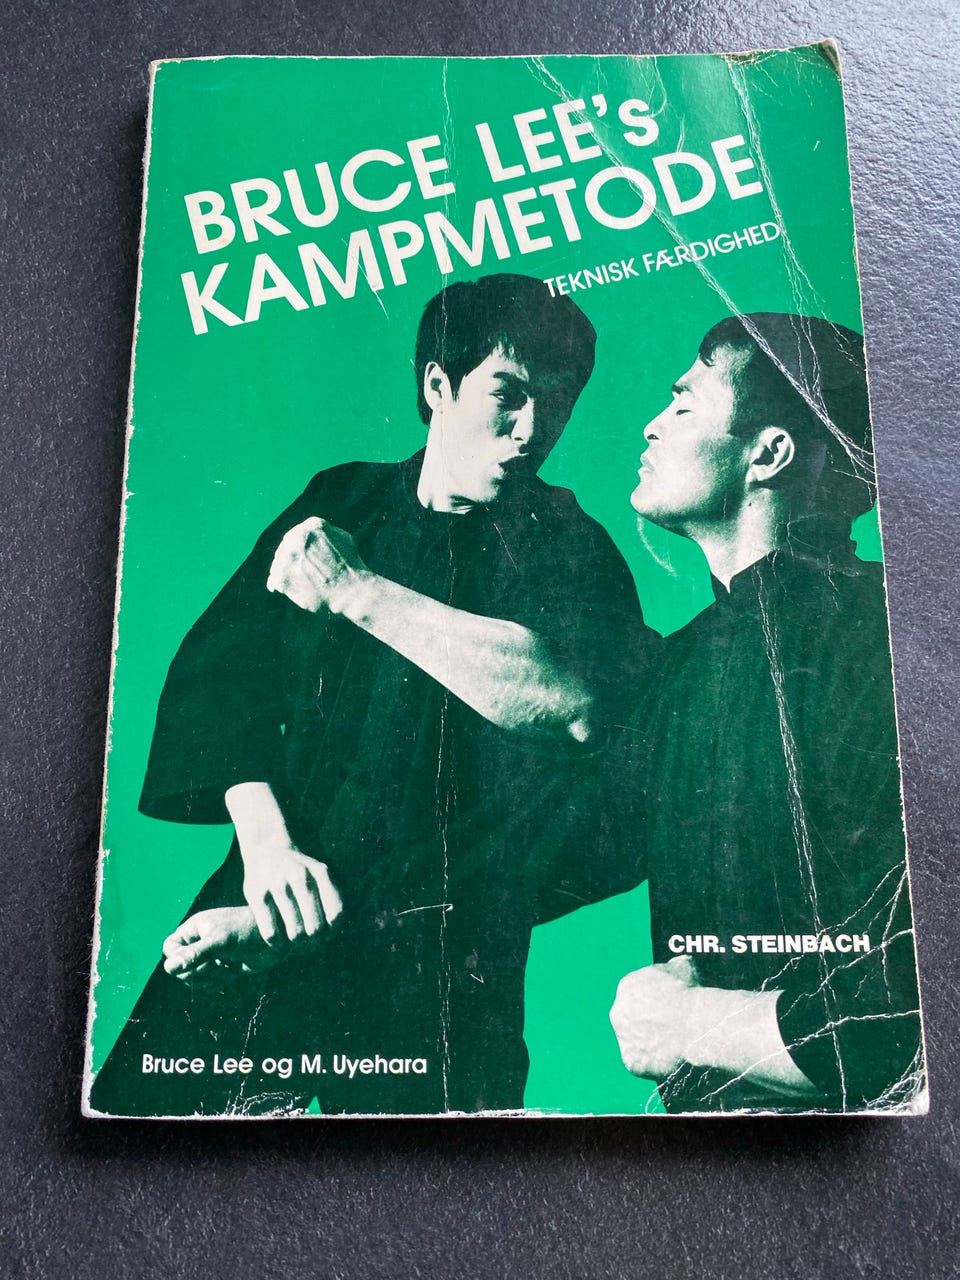 BRUCE LEE's
KAMPMETODE
TEKNISK FÆRDIGHED
CHR. STEINBACH
Bruce Lee og M. Uyehara